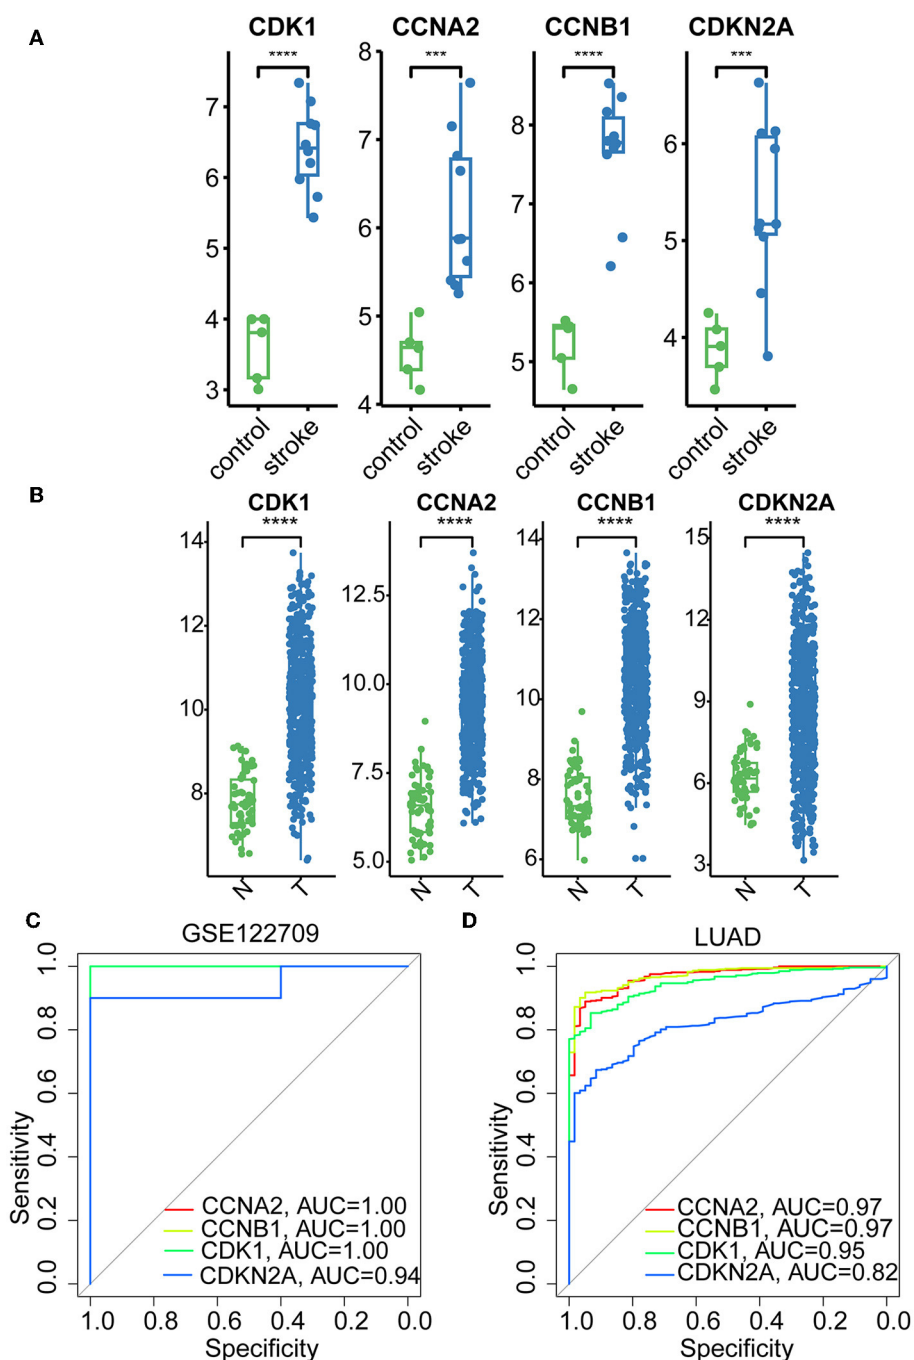 A
CDK1
CCNA2
CCNB1
CDKN2A
****
***
****
***
7
6
5
4
3
8
7
6
5
4
8
7
6
5
6
5
4
control
stroke
control
stroke
control
stroke
control
stroke
B
CDK1
CCNA2
CCNB1
CDKN2A
****
****
****
****
14
12
10
8
12.5
10.0
7.5
5.0
14
12
10
8
6
15
12
9
6
3
N
T
N
T
N
T
N
T
C
GSE122709
Sensitivity
1.0
0.8
0.6
0.4
0.2
0.0
CCNA2, AUC=1.00
CCNB1, AUC=1.00
CDK1, AUC=1.00
CDKN2A, AUC=0.94
1.0 0.8 0.6 0.4 0.2 0.0
Specificity
D
LUAD
Sensitivity
1.0
0.8
0.6
0.4
0.2
0.0
CCNA2, AUC=0.97
CCNB1, AUC=0.97
CDK1, AUC=0.95
CDKN2A, AUC=0.82
1.0 0.8 0.6 0.4 0.2 0.0
Specificity